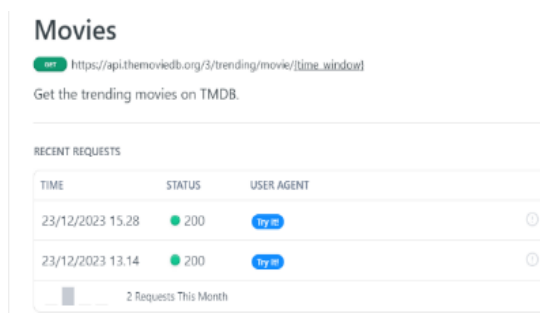 Movies
GET https://api.themoviedb.org/3/trending/movie/{time_window}
Get the trending movies on TMDB.
RECENT REQUESTS
TIME STATUS USER AGENT
23/12/2023 15.28 200 Try It!
23/12/2023 13.14 200 Try It!
2 Requests This Month